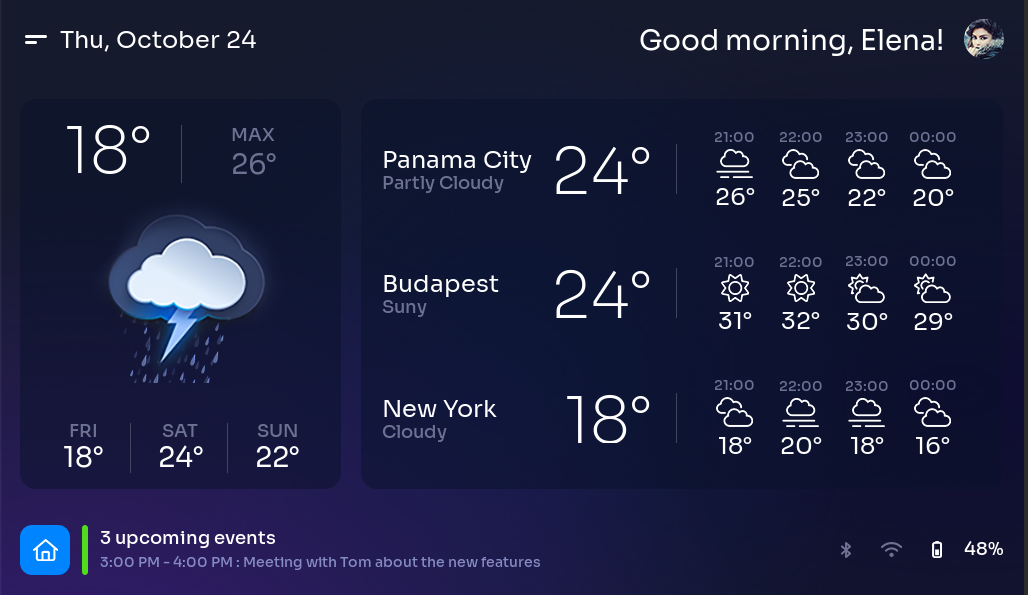 Thu, October 24
Good morning, Elena!
18°
MAX
26°
FRI SAT SUN
18° 24° 22°
Panama City
Partly Cloudy
24°
21:00 22:00 23:00 00:00
26° 25° 22° 20°
Budapest
Suny
24°
21:00 22:00 23:00 00:00
31° 32° 30° 29°
New York
Cloudy
18°
21:00 22:00 23:00 00:00
18° 20° 18° 16°
3 upcoming events
3:00 PM - 4:00 PM : Meeting with Tom about the new features
48%